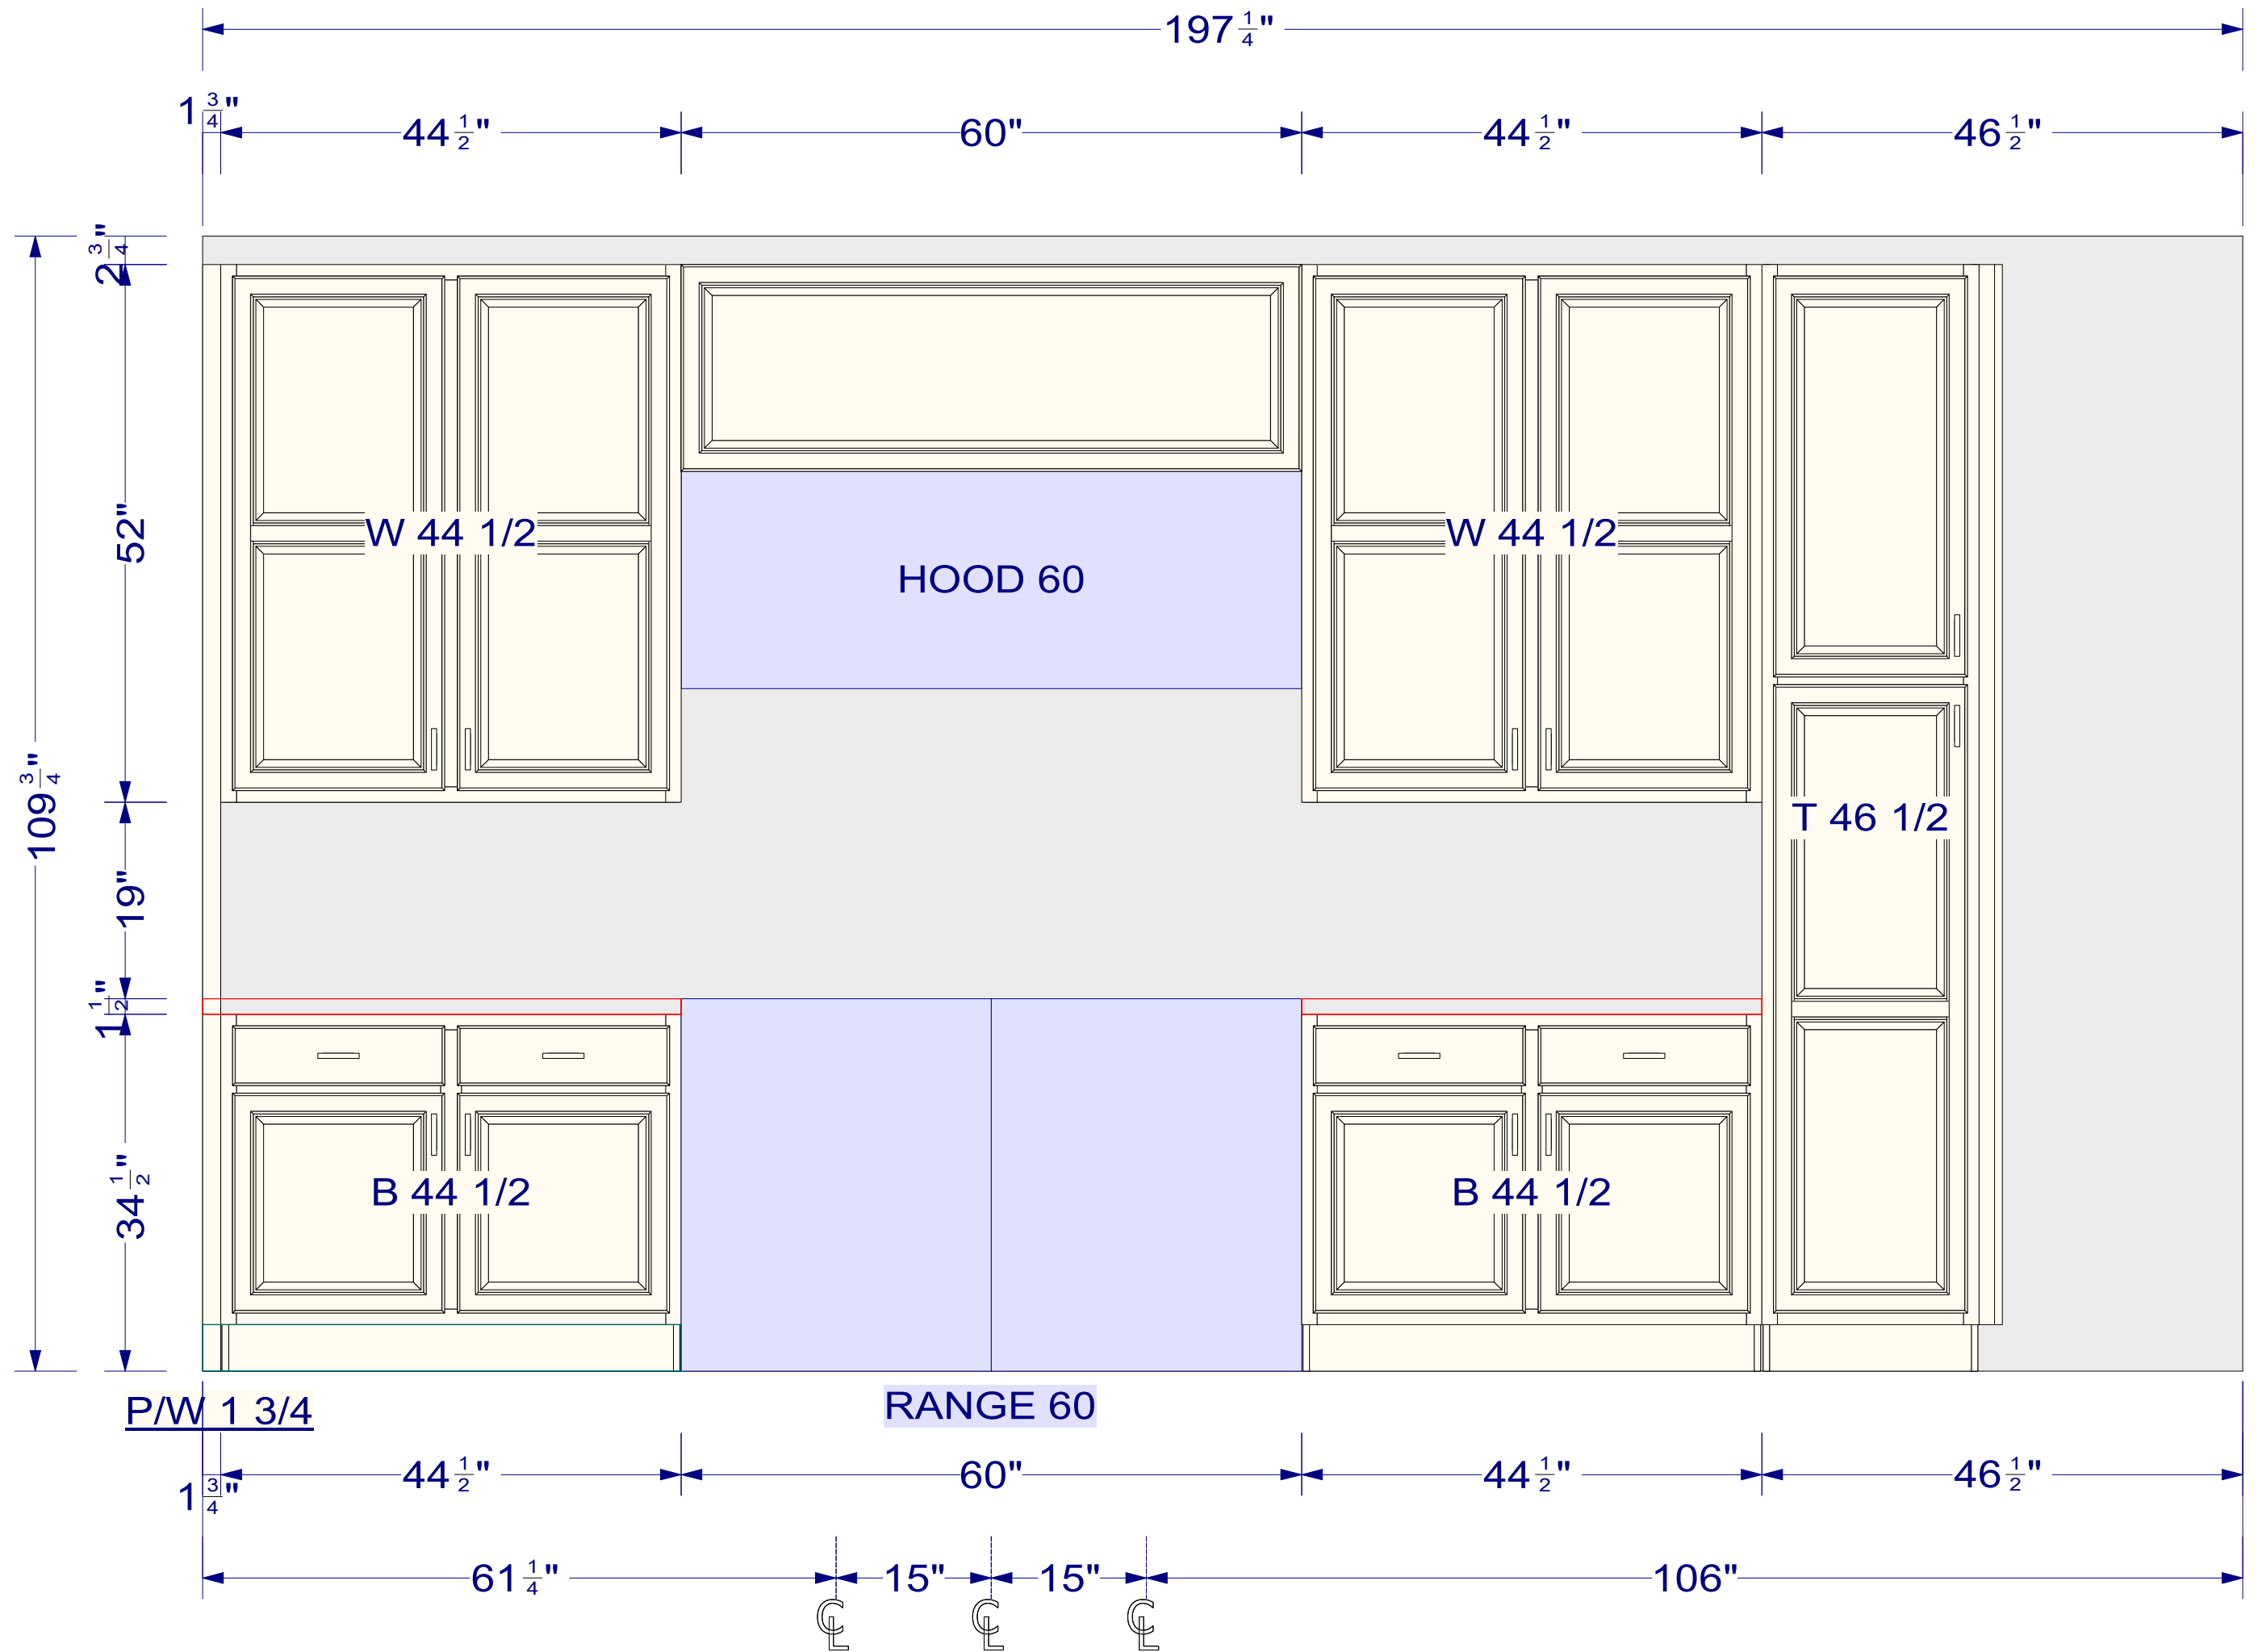 197 1/4"
1 3/4"
44 1/2" 60" 44 1/2" 46 1/2"
2 3/4"
52"
109 3/4"
19"
1 1/2"
34 1/2"
W 44 1/2
W 44 1/2
HOOD 60
T 46 1/2
B 44 1/2
B 44 1/2
P/W 1 3/4
RANGE 60
44 1/2" 60" 44 1/2" 46 1/2"
1 3/4"
61 1/4" 15" 15" 106"
CL CL CL